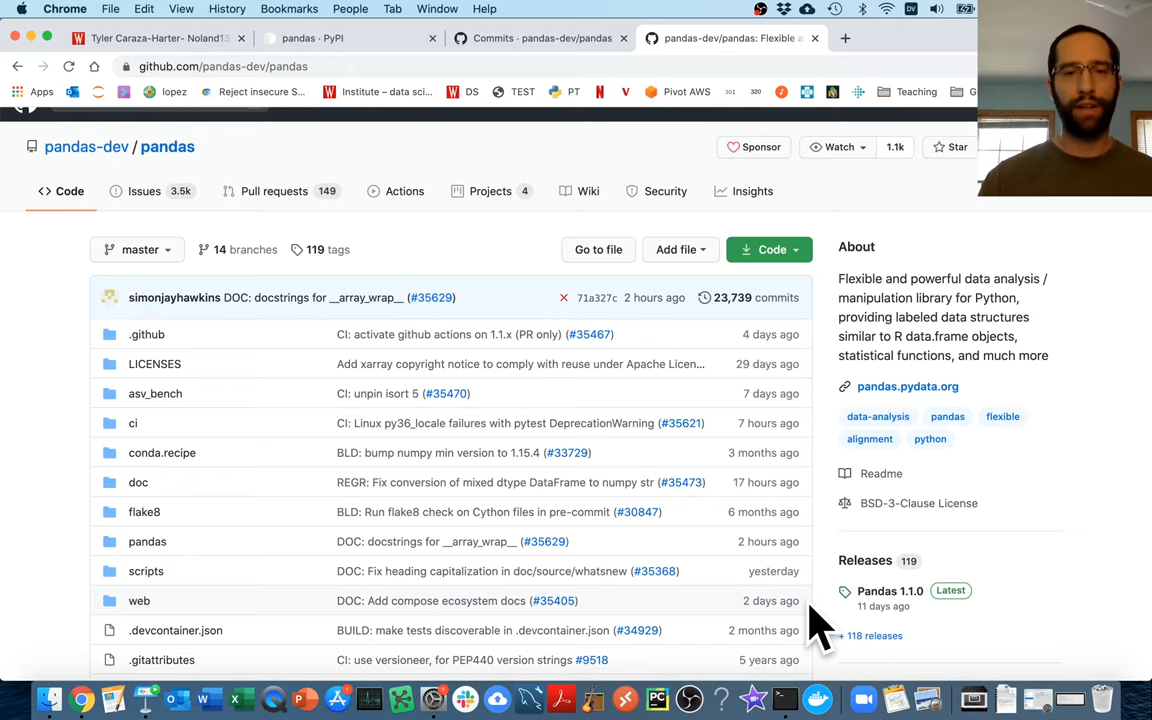 Chrome File Edit View History Bookmarks People Tab Window Help DV
Tyler Caraza-Harter- Noland13 pandas · PyPI Commits · pandas-dev/pandas pandas-dev/pandas: Flexible a
github.com/pandas-dev/pandas
Apps lopez Reject insecure S... Institute – data sci... DS TEST PT Pivot AWS 301 320 Teaching
pandas-dev / pandas Sponsor Watch 1.1k Star
Code Issues 3.5k Pull requests 149 Actions Projects 4 Wiki Security Insights
master 14 branches 119 tags Go to file Add file Code
About
simonjayhawkins DOC: docstrings for __array_wrap__ (#35629) 71a327c 2 hours ago 23,739 commits
.github CI: activate github actions on 1.1.x (PR only) (#35467) 4 days ago
LICENSES Add xarray copyright notice to comply with reuse under Apache Licen... 29 days ago
asv_bench CI: unpin isort 5 (#35470) 7 days ago
ci CI: Linux py36_locale failures with pytest DeprecationWarning (#35621) 7 hours ago
conda.recipe BLD: bump numpy min version to 1.15.4 (#33729) 3 months ago
doc REGR: Fix conversion of mixed dtype DataFrame to numpy str (#35473) 17 hours ago
flake8 BLD: Run flake8 check on Cython files in pre-commit (#30847) 6 months ago
pandas DOC: docstrings for __array_wrap__ (#35629) 2 hours ago
scripts DOC: Fix heading capitalization in doc/source/whatsnew (#35368) yesterday
web DOC: Add compose ecosystem docs (#35405) 2 days ago
.devcontainer.json BUILD: make tests discoverable in .devcontainer.json (#34929) 2 months ago
.gitattributes CI: use versioneer, for PEP440 version strings #9518 5 years ago
Flexible and powerful data analysis /
manipulation library for Python,
providing labeled data structures
similar to R data.frame objects,
statistical functions, and much more
pandas.pydata.org
data-analysis pandas flexible
alignment python
Readme
BSD-3-Clause License
Releases 119
Pandas 1.1.0 Latest
11 days ago
+ 118 releases